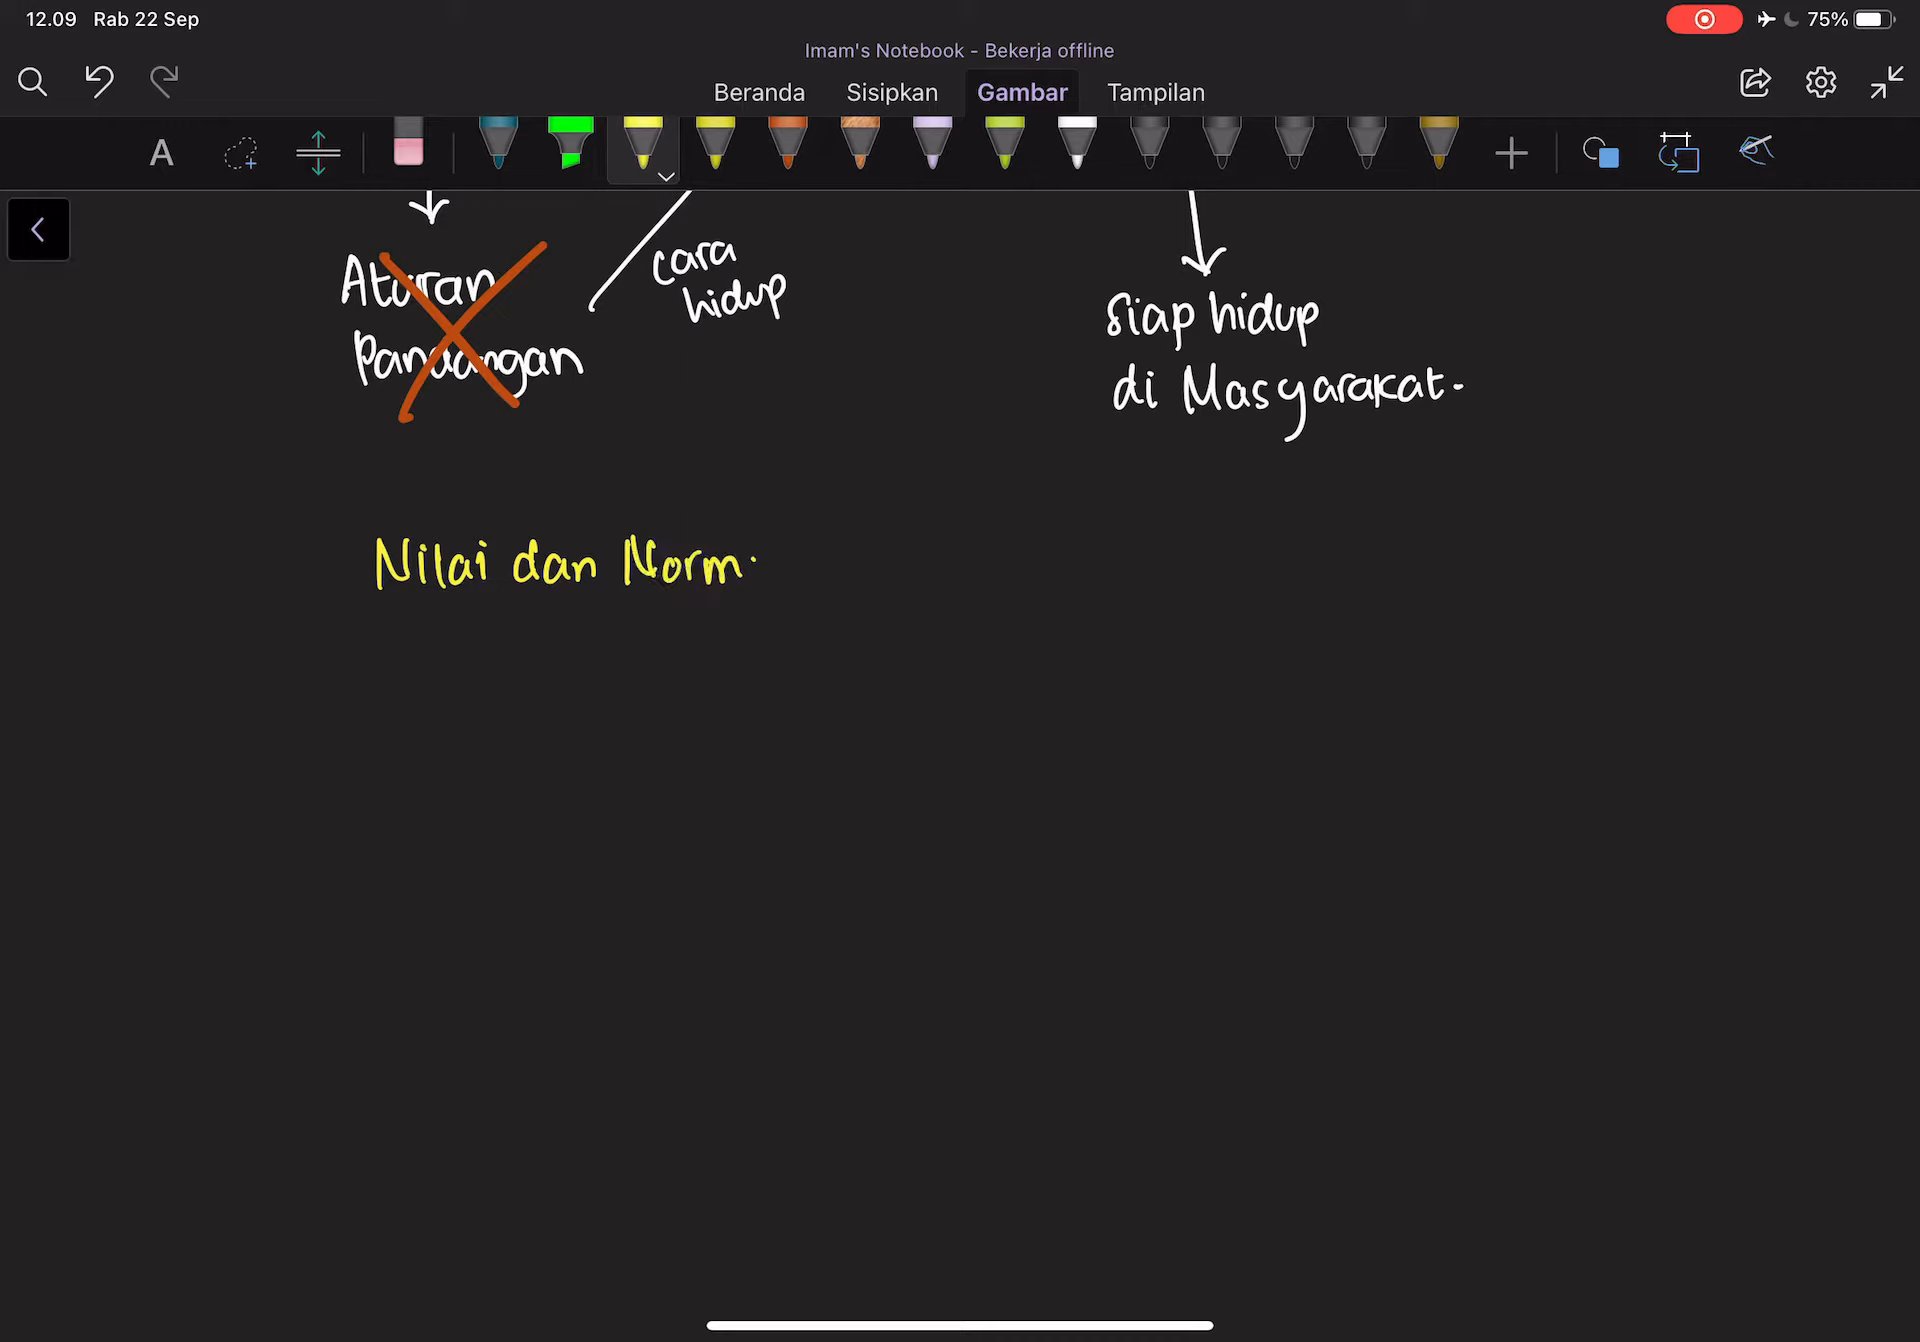 12.09 Rab 22 Sep
75%
Imam's Notebook - Bekerja offline
Beranda Sisipkan Gambar Tampilan
A
Aturan
Pandangan
cara
hidup
Siap hidup
di Masyarakat.
Nilai dan Norm